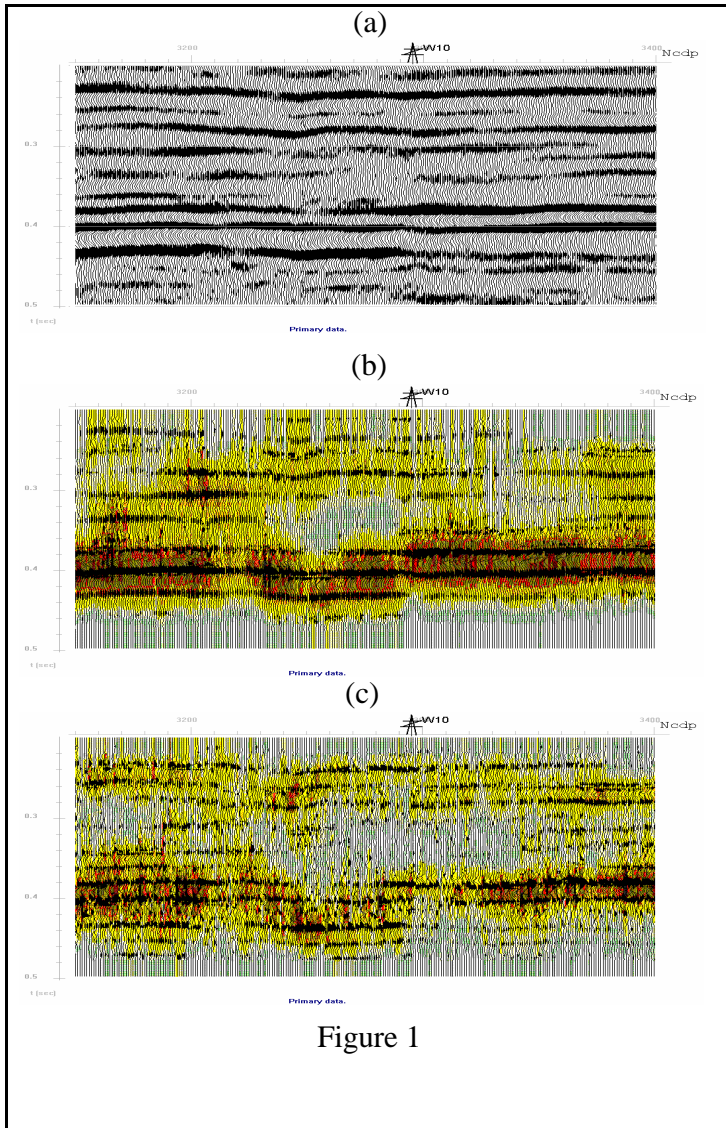 (a)
3200 W10 3400 Ncdp
0.3
0.4
0.5
t [sec]
Primary data.
(b)
3200 W10 3400 Ncdp
0.3
0.4
0.5
t [sec]
Primary data.
(c)
3200 W10 3400 Ncdp
0.3
0.4
0.5
t [sec]
Primary data.
Figure 1